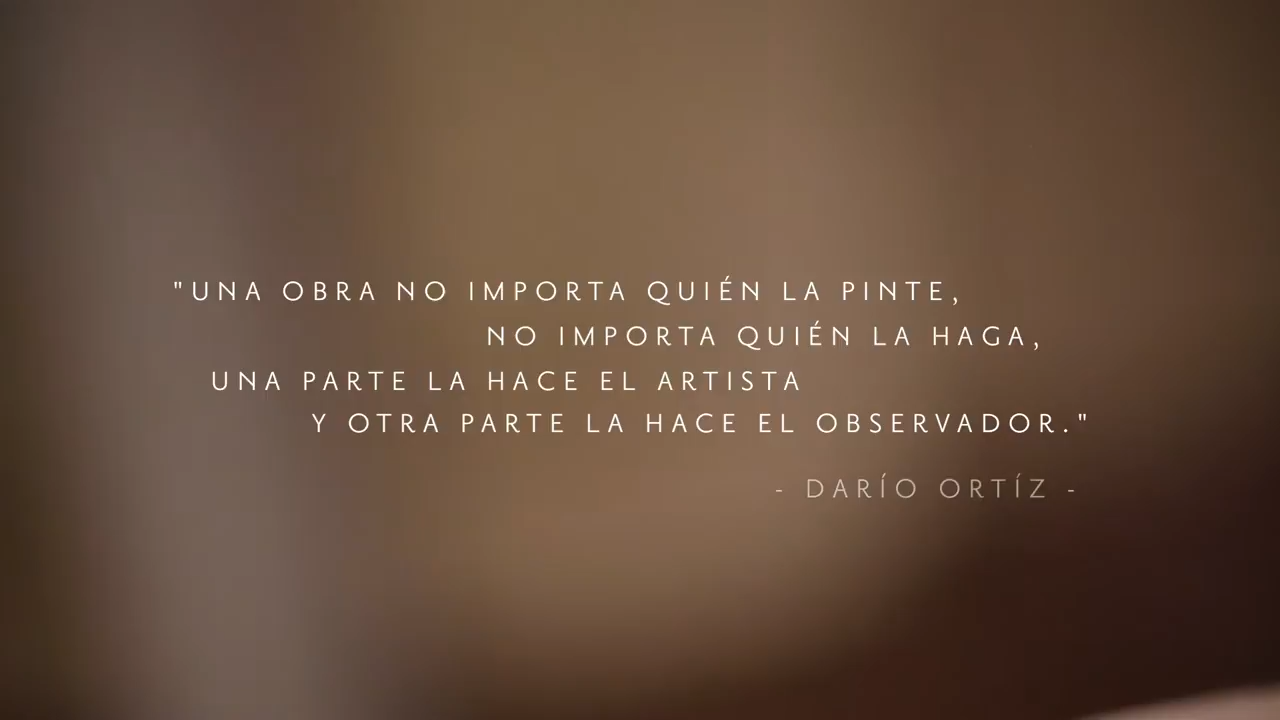 "UNA OBRA NO IMPORTA QUIÉN LA PINTE,
NO IMPORTA QUIÉN LA HAGA,
UNA PARTE LA HACE EL ARTISTA
Y OTRA PARTE LA HACE EL OBSERVADOR."
- DARÍO ORTÍZ -